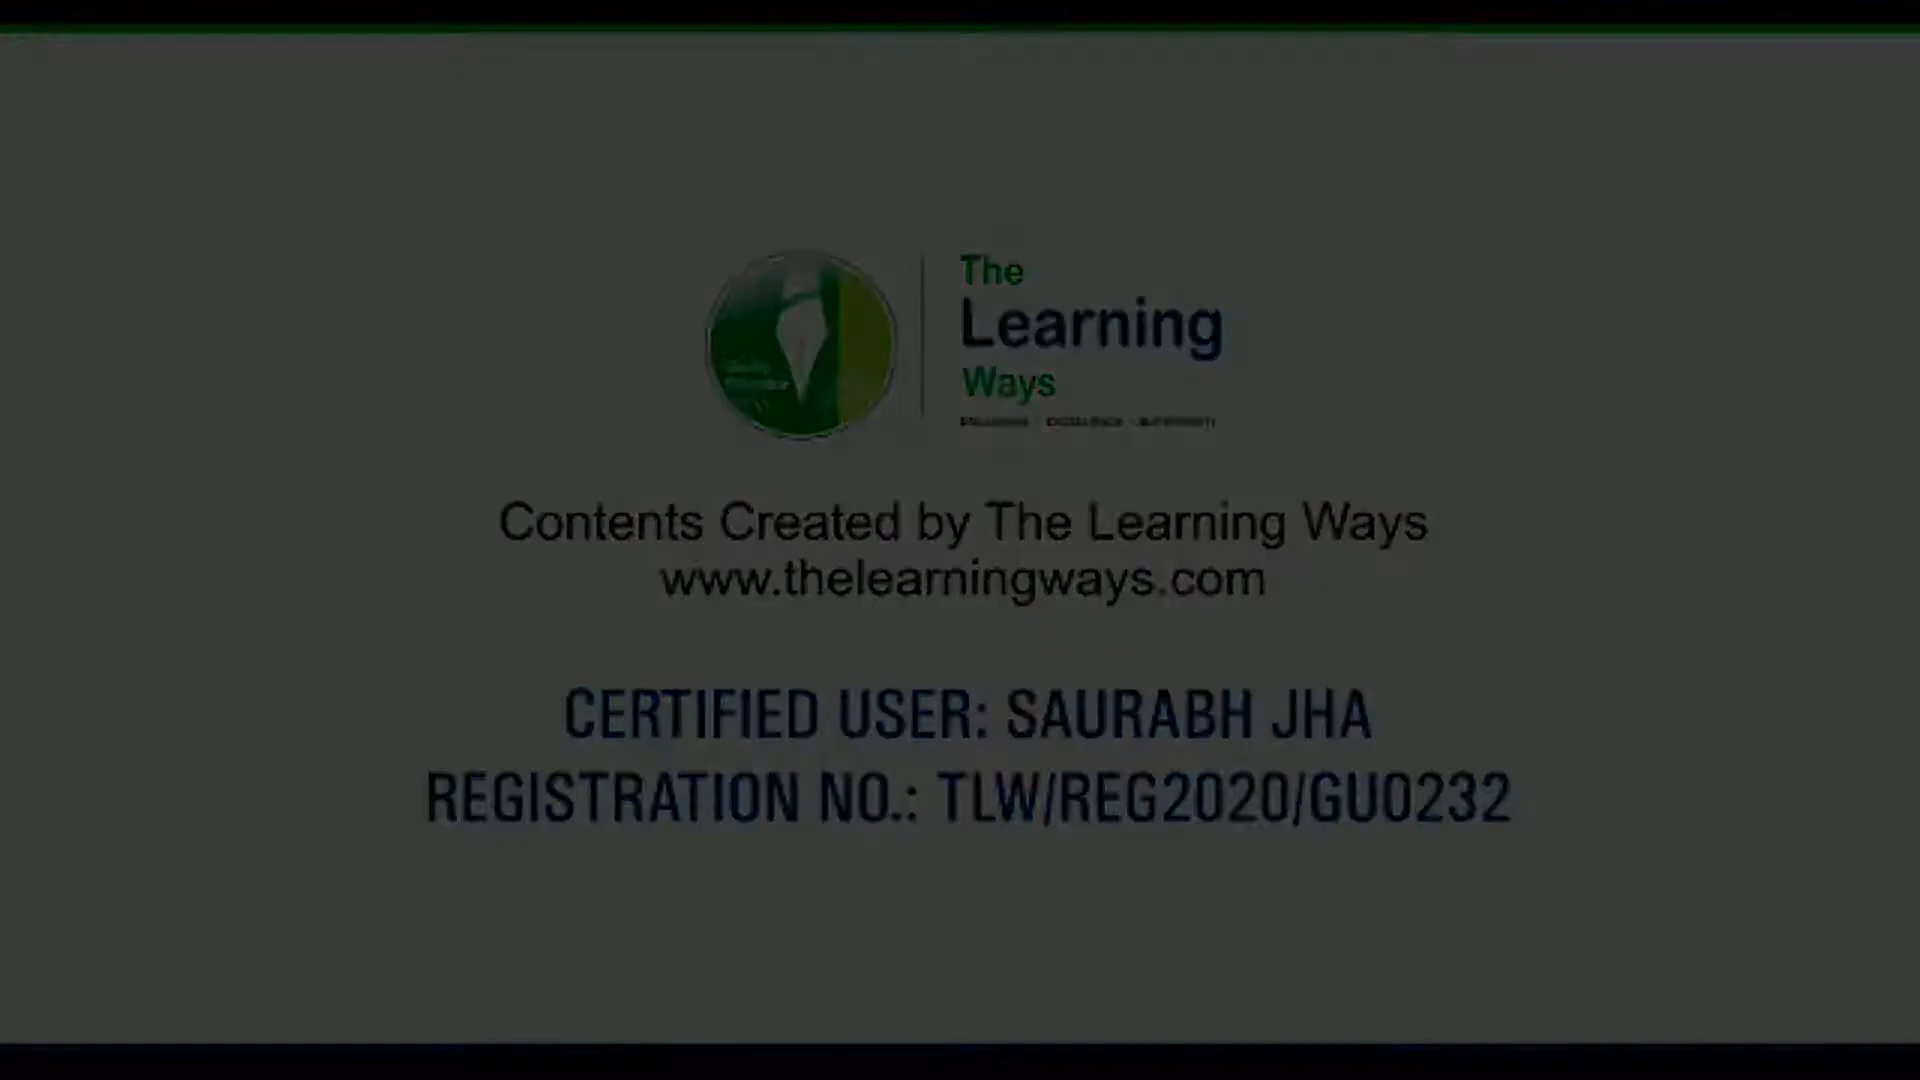 The
Learning
Ways
Contents Created by The Learning Ways
www.thelearningways.com
CERTIFIED USER: SAURABH JHA
REGISTRATION NO.: TLW/REG2020/GU0232